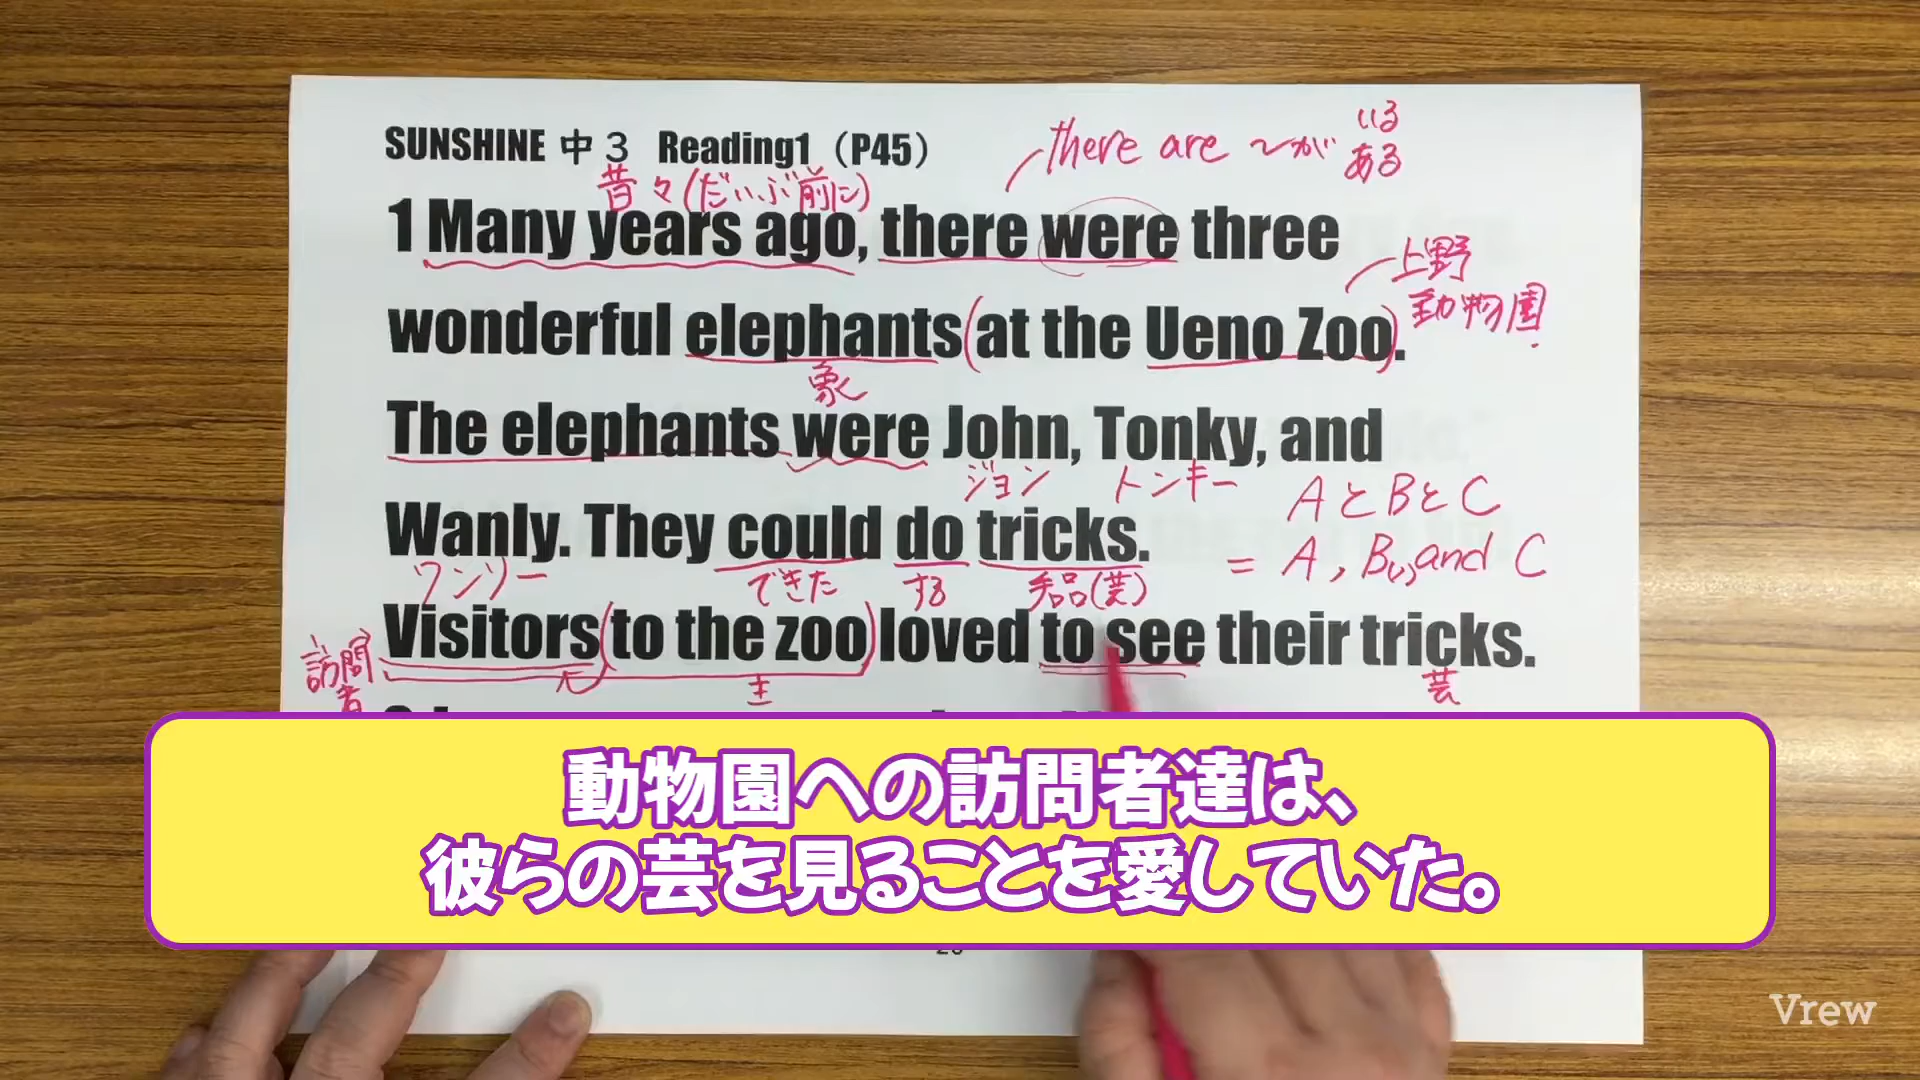 SUNSHINE 中3 Reading1（P45）
there are 〜が
いる
ある
昔々(だいぶ前に)
1 Many years ago, there were three
上野
動物園
wonderful elephants(at the Ueno Zoo).
象
The elephants were John, Tonky, and
ジョン トンキー
AとBとC
Wanly. They could do tricks.
= A, B(,)and C
ワンリー できた する 手品(芸)
Visitors(to the zoo)loved to see their tricks.
訪問
者
主 芸
動物園への訪問者達は、
彼らの芸を見ることを愛していた。
Vrew